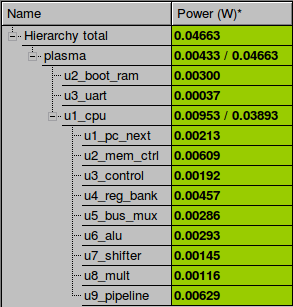 Name Power (W)*
Hierarchy total 0.04663
plasma 0.00433 / 0.04663
u2_boot_ram 0.00300
u3_uart 0.00037
u1_cpu 0.00953 / 0.03893
u1_pc_next 0.00213
u2_mem_ctrl 0.00609
u3_control 0.00192
u4_reg_bank 0.00457
u5_bus_mux 0.00286
u6_alu 0.00293
u7_shifter 0.00145
u8_mult 0.00116
u9_pipeline 0.00629